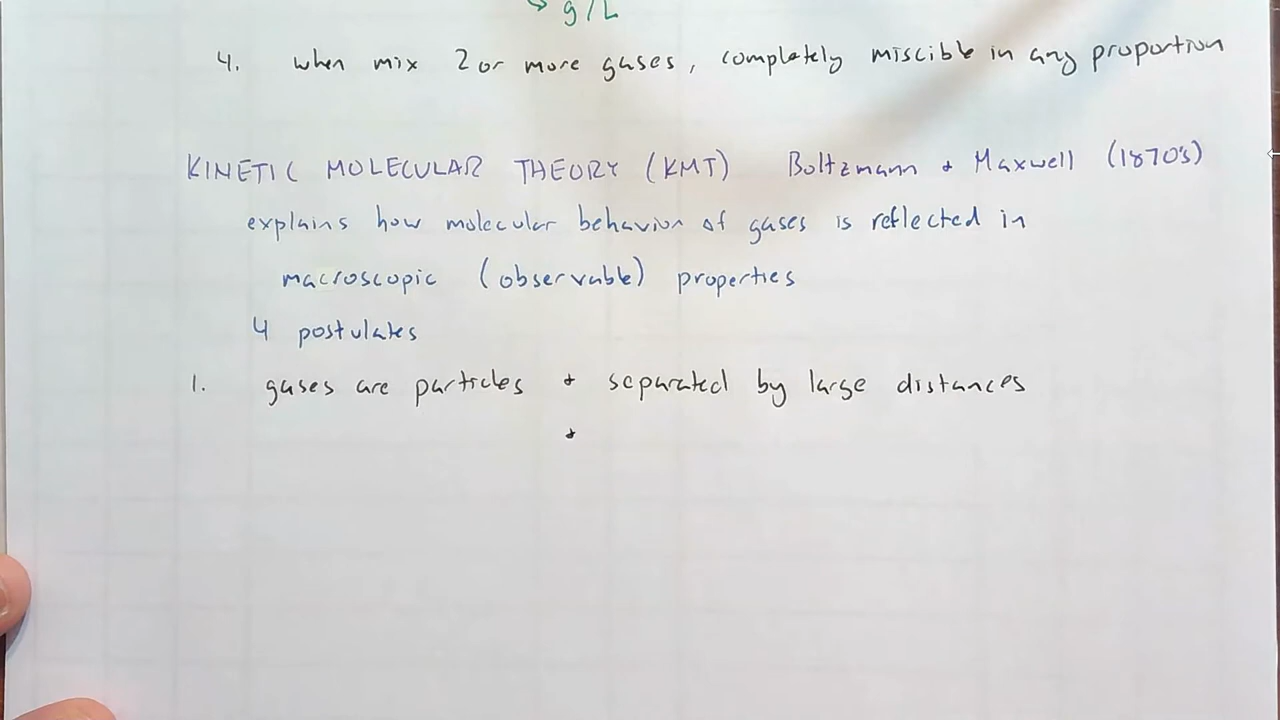 ↳ g/L
4. when mix 2 or more gases, completely miscible in any proportion
KINETIC MOLECULAR THEORY (KMT) Boltzmann + Maxwell (1870's)
explains how molecular behavior of gases is reflected in
macroscopic (observable) properties
4 postulates
1. gases are particles + separated by large distances
+